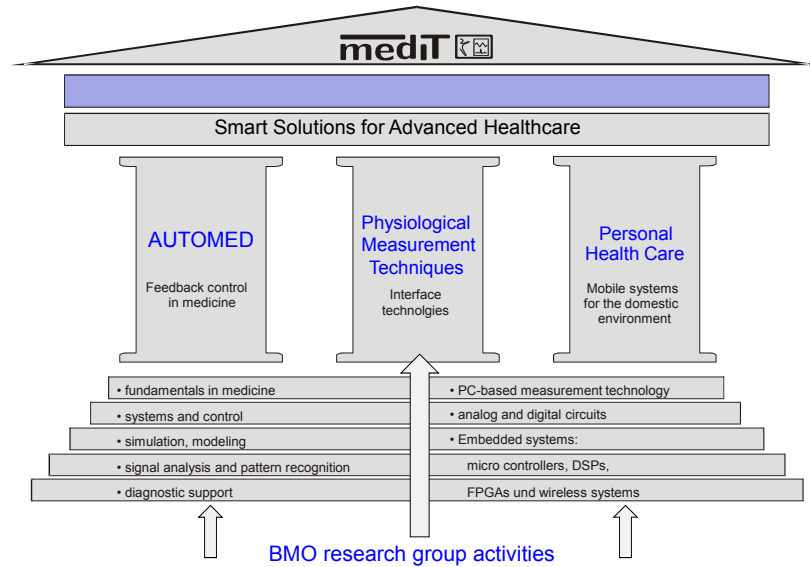 mediT
Smart Solutions for Advanced Healthcare
AUTOMED
Feedback control
in medicine
Physiological
Measurement
Techniques
Interface
technolgies
Personal
Health Care
Mobile systems
for the domestic
environment
• fundamentals in medicine
• systems and control
• simulation, modeling
• signal analysis and pattern recognition
• diagnostic support
• PC-based measurement technology
• analog and digital circuits
• Embedded systems:
micro controllers, DSPs,
FPGAs und wireless systems
BMO research group activities